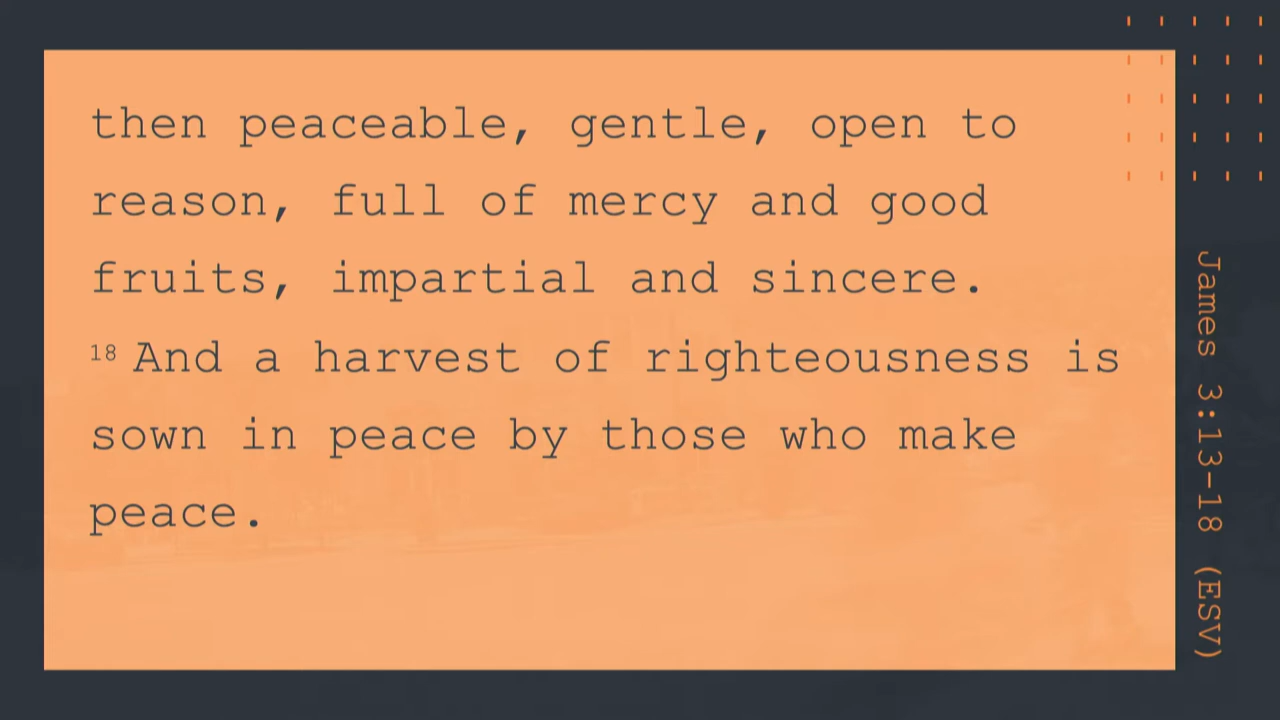 then peaceable, gentle, open to
reason, full of mercy and good
fruits, impartial and sincere.
18 And a harvest of righteousness is
sown in peace by those who make
peace.
James 3:13-18 (ESV)